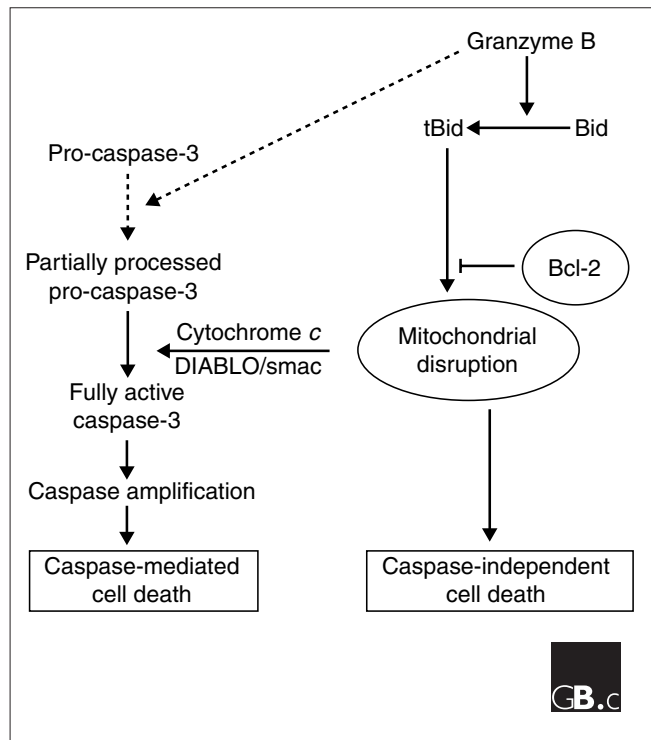 Granzyme B
tBid
Bid
Pro-caspase-3
Partially processed
pro-caspase-3
Bcl-2
Cytochrome c
DIABLO/smac
Mitochondrial
disruption
Fully active
caspase-3
Caspase amplification
Caspase-mediated
cell death
Caspase-independent
cell death
GB.c